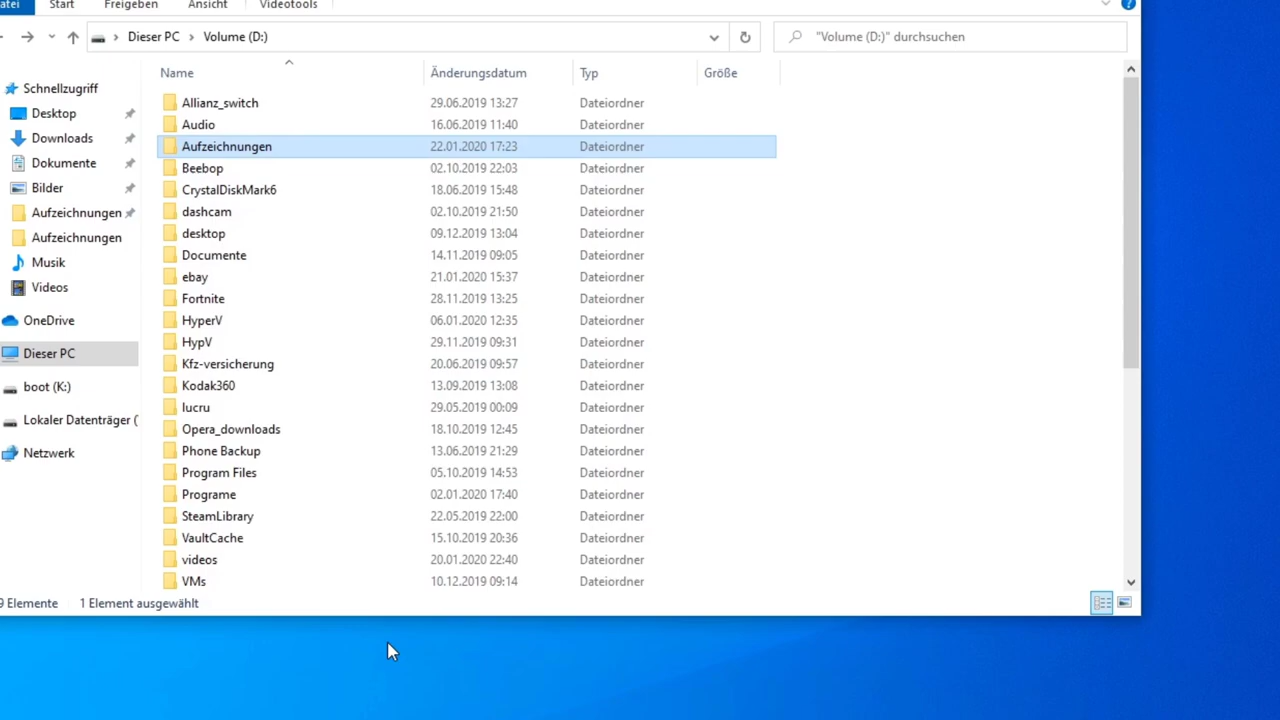 atei Start Freigeben Ansicht Videotools
Dieser PC Volume (D:) "Volume (D:)" durchsuchen
Name Änderungsdatum Typ Größe
Schnellzugriff
Desktop
Downloads
Dokumente
Bilder
Aufzeichnungen
Aufzeichnungen
Musik
Videos
OneDrive
Dieser PC
boot (K:)
Lokaler Datenträger (
Netzwerk
Allianz_switch 29.06.2019 13:27 Dateiordner
Audio 16.06.2019 11:40 Dateiordner
Aufzeichnungen 22.01.2020 17:23 Dateiordner
Beebop 02.10.2019 22:03 Dateiordner
CrystalDiskMark6 18.06.2019 15:48 Dateiordner
dashcam 02.10.2019 21:50 Dateiordner
desktop 09.12.2019 13:04 Dateiordner
Documente 14.11.2019 09:05 Dateiordner
ebay 21.01.2020 15:37 Dateiordner
Fortnite 28.11.2019 13:25 Dateiordner
HyperV 06.01.2020 12:35 Dateiordner
HypV 29.11.2019 09:31 Dateiordner
Kfz-versicherung 20.06.2019 09:57 Dateiordner
Kodak360 13.09.2019 13:08 Dateiordner
lucru 29.05.2019 00:09 Dateiordner
Opera_downloads 18.10.2019 12:45 Dateiordner
Phone Backup 13.06.2019 21:29 Dateiordner
Program Files 05.10.2019 14:53 Dateiordner
Programe 02.01.2020 17:40 Dateiordner
SteamLibrary 22.05.2019 22:00 Dateiordner
VaultCache 15.10.2019 20:36 Dateiordner
videos 20.01.2020 22:40 Dateiordner
VMs 10.12.2019 09:14 Dateiordner
9 Elemente 1 Element ausgewählt